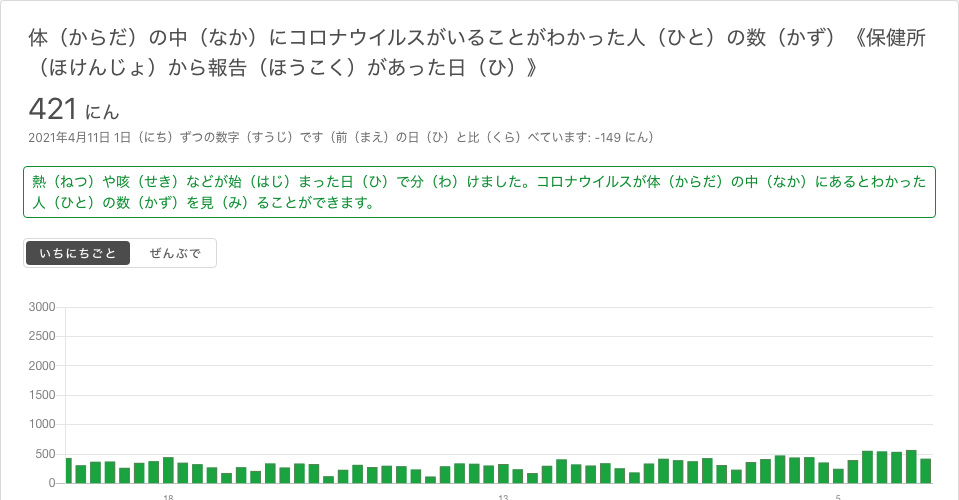 体（からだ）の中（なか）にコロナウイルスがいることがわかった人（ひと）の数（かず）《保健所
（ほけんじょ）から報告（ほうこく）があった日（ひ）》
421 にん
2021年4月11日 1日（にち）ずつの数字（すうじ）です（前（まえ）の日（ひ）と比（くら）べています: -149 にん）
熱（ねつ）や咳（せき）などが始（はじ）まった日（ひ）で分（わ）けました。コロナウイルスが体（からだ）の中（なか）にあるとわかった
人（ひと）の数（かず）を見（み）ることができます。
いちにちごと ぜんぶで
3000
2500
2000
1500
1000
500
0
18 13 5